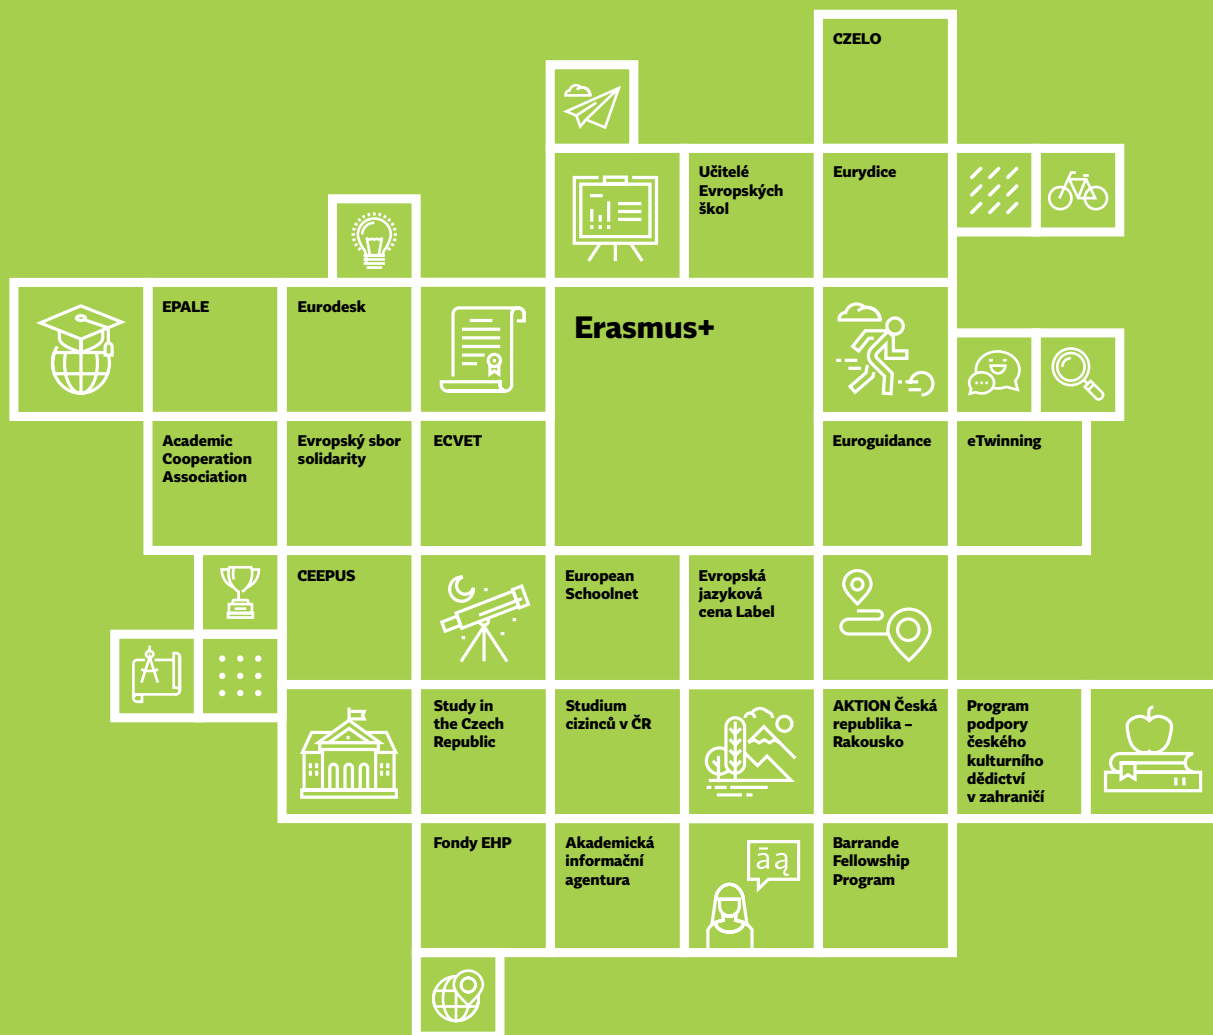 CZELO
Učitelé
Evropských
škol
Eurydice
EPALE
Eurodesk
Erasmus+
Academic
Cooperation
Association
Evropský sbor
solidarity
ECVET
Euroguidance
eTwinning
CEEPUS
European
Schoolnet
Evropská
jazyková
cena Label
Study in
the Czech
Republic
Studium
cizinců v ČR
AKTION Česká
republika –
Rakousko
Program
podpory
českého
kulturního
dědictví
v zahraničí
Fondy EHP
Akademická
informační
agentura
āą
Barrande
Fellowship
Program